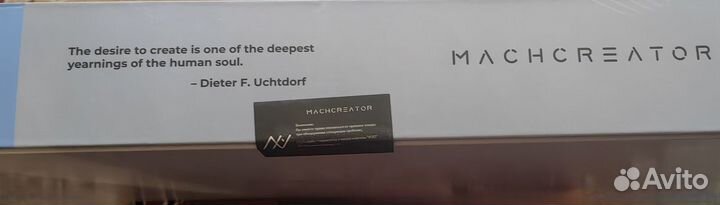 The desire to create is one of the deepest
yearnings of the human soul.
– Dieter F. Uchtdorf
MACHCREATOR
MACHCREATOR
Внимание:
Avito